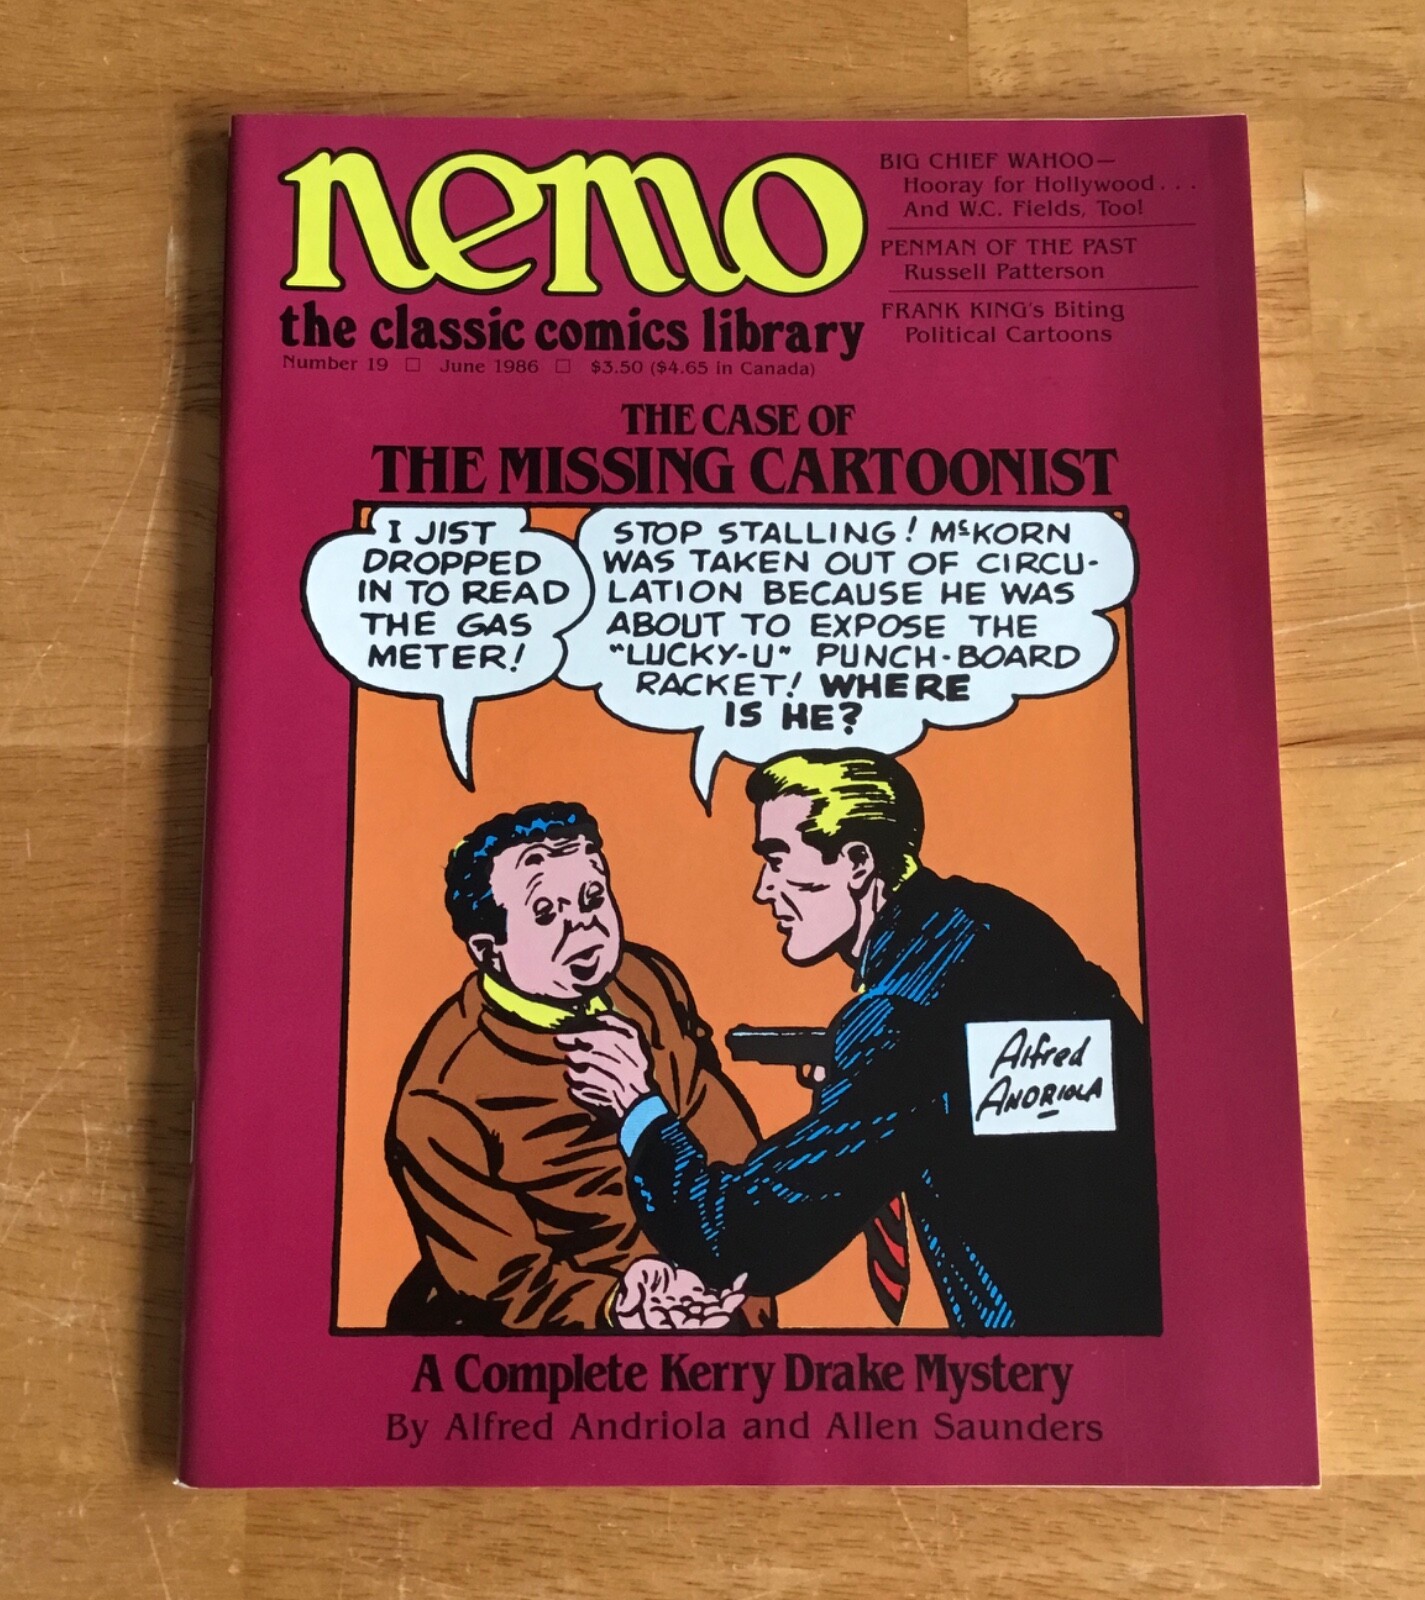 nemo
the classic comics library
Number 19 □ June 1986 □ $3.50 ($4.65 in Canada)
BIG CHIEF WAHOO—
Hooray for Hollywood...
And W.C. Fields, Too!
PENMAN OF THE PAST
Russell Patterson
FRANK KING's Biting
Political Cartoons
THE CASE OF
THE MISSING CARTOONIST
I JIST
DROPPED
IN TO READ
THE GAS
METER!
STOP STALLING! McKORN
WAS TAKEN OUT OF CIRCU-
LATION BECAUSE HE WAS
ABOUT TO EXPOSE THE
"LUCKY-U" PUNCH-BOARD
RACKET! WHERE
IS HE?
Alfred
ANDRIOLA
A Complete Kerry Drake Mystery
By Alfred Andriola and Allen Saunders